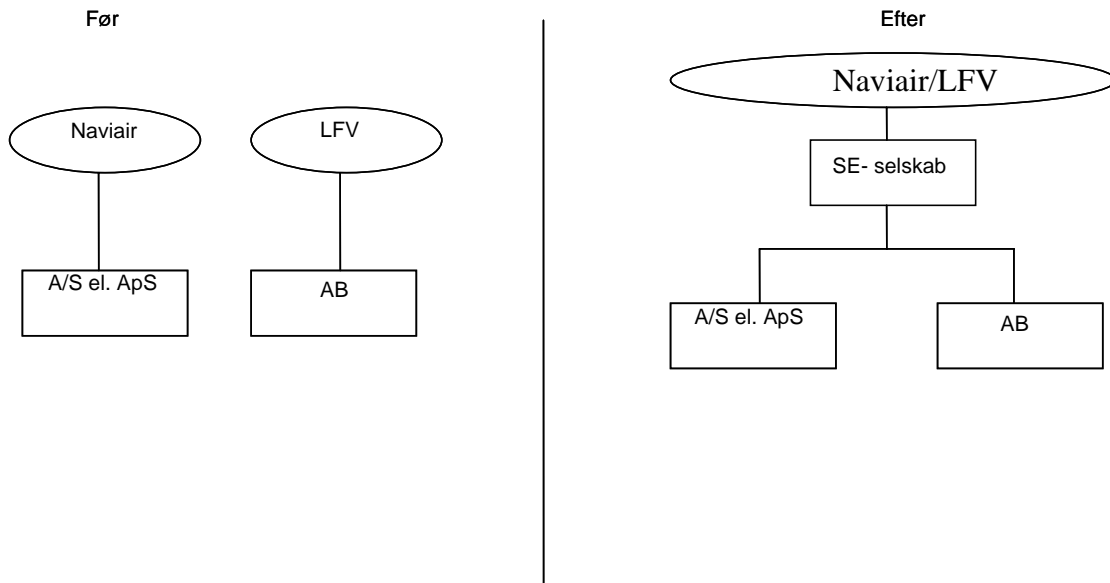 Før
Naviair
LFV
A/S el. ApS
AB
Efter
Naviair/LFV
SE- selskab
A/S el. ApS
AB